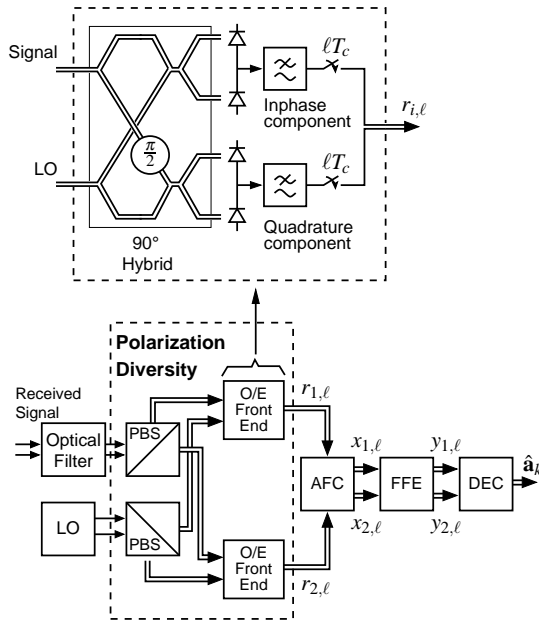 Signal
LO
π/2
90°
Hybrid
ℓT_c
Inphase
component
ℓT_c
Quadrature
component
r_{i,ℓ}
Polarization
Diversity
Received
Signal
Optical
Filter
LO
PBS
PBS
O/E
Front
End
O/E
Front
End
r_{1,ℓ}
r_{2,ℓ}
AFC
x_{1,ℓ}
x_{2,ℓ}
FFE
y_{1,ℓ}
y_{2,ℓ}
DEC
â_k